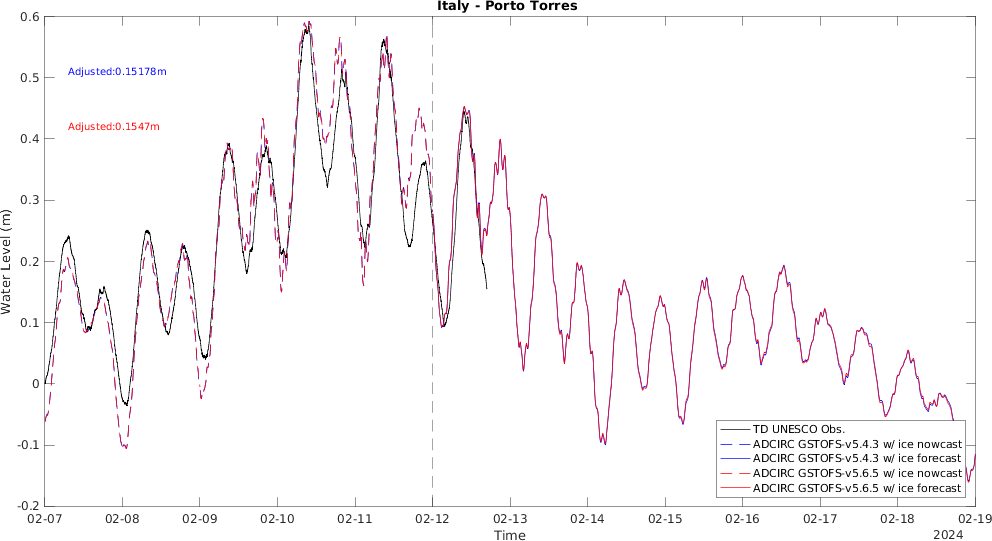 Italy - Porto Torres
Adjusted:0.15178m
Adjusted:0.1547m
Water Level (m)
0.6
0.5
0.4
0.3
0.2
0.1
0
-0.1
-0.2
TD UNESCO Obs.
ADCIRC GSTOFS-v5.4.3 w/ ice nowcast
ADCIRC GSTOFS-v5.4.3 w/ ice forecast
ADCIRC GSTOFS-v5.6.5 w/ ice nowcast
ADCIRC GSTOFS-v5.6.5 w/ ice forecast
02-07 02-08 02-09 02-10 02-11 02-12 02-13 02-14 02-15 02-16 02-17 02-18 02-19
Time
2024